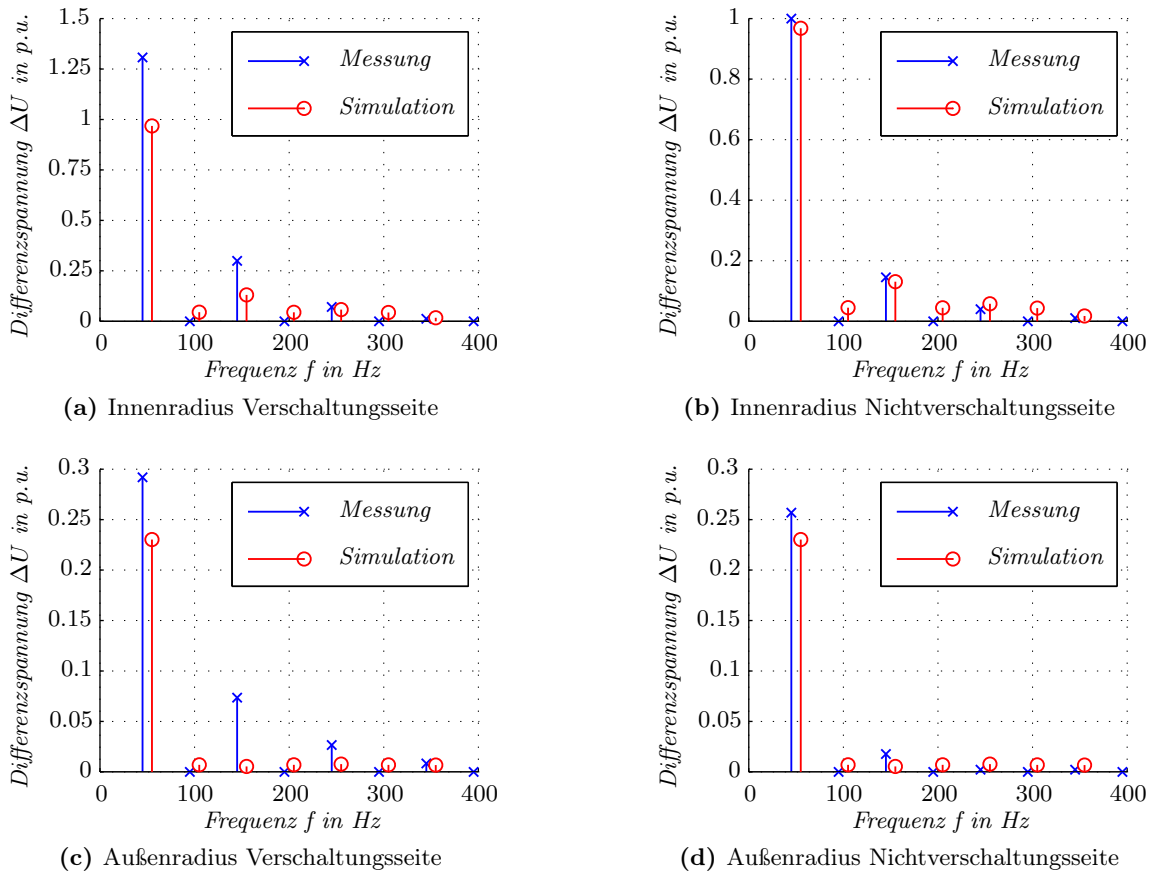 Differenzspannung ΔU in p.u.
1.5
1.25
1
0.75
0.5
0.25
0
0 100 200 300 400
Messung
Simulation
Frequenz f in Hz
(a) Innenradius Verschaltungsseite
Differenzspannung ΔU in p.u.
1
0.8
0.6
0.4
0.2
0
0 100 200 300 400
Messung
Simulation
Frequenz f in Hz
(b) Innenradius Nichtverschaltungsseite
Differenzspannung ΔU in p.u.
0.3
0.25
0.2
0.15
0.1
0.05
0
0 100 200 300 400
Messung
Simulation
Frequenz f in Hz
(c) Außenradius Verschaltungsseite
Differenzspannung ΔU in p.u.
0.3
0.25
0.2
0.15
0.1
0.05
0
0 100 200 300 400
Messung
Simulation
Frequenz f in Hz
(d) Außenradius Nichtverschaltungsseite